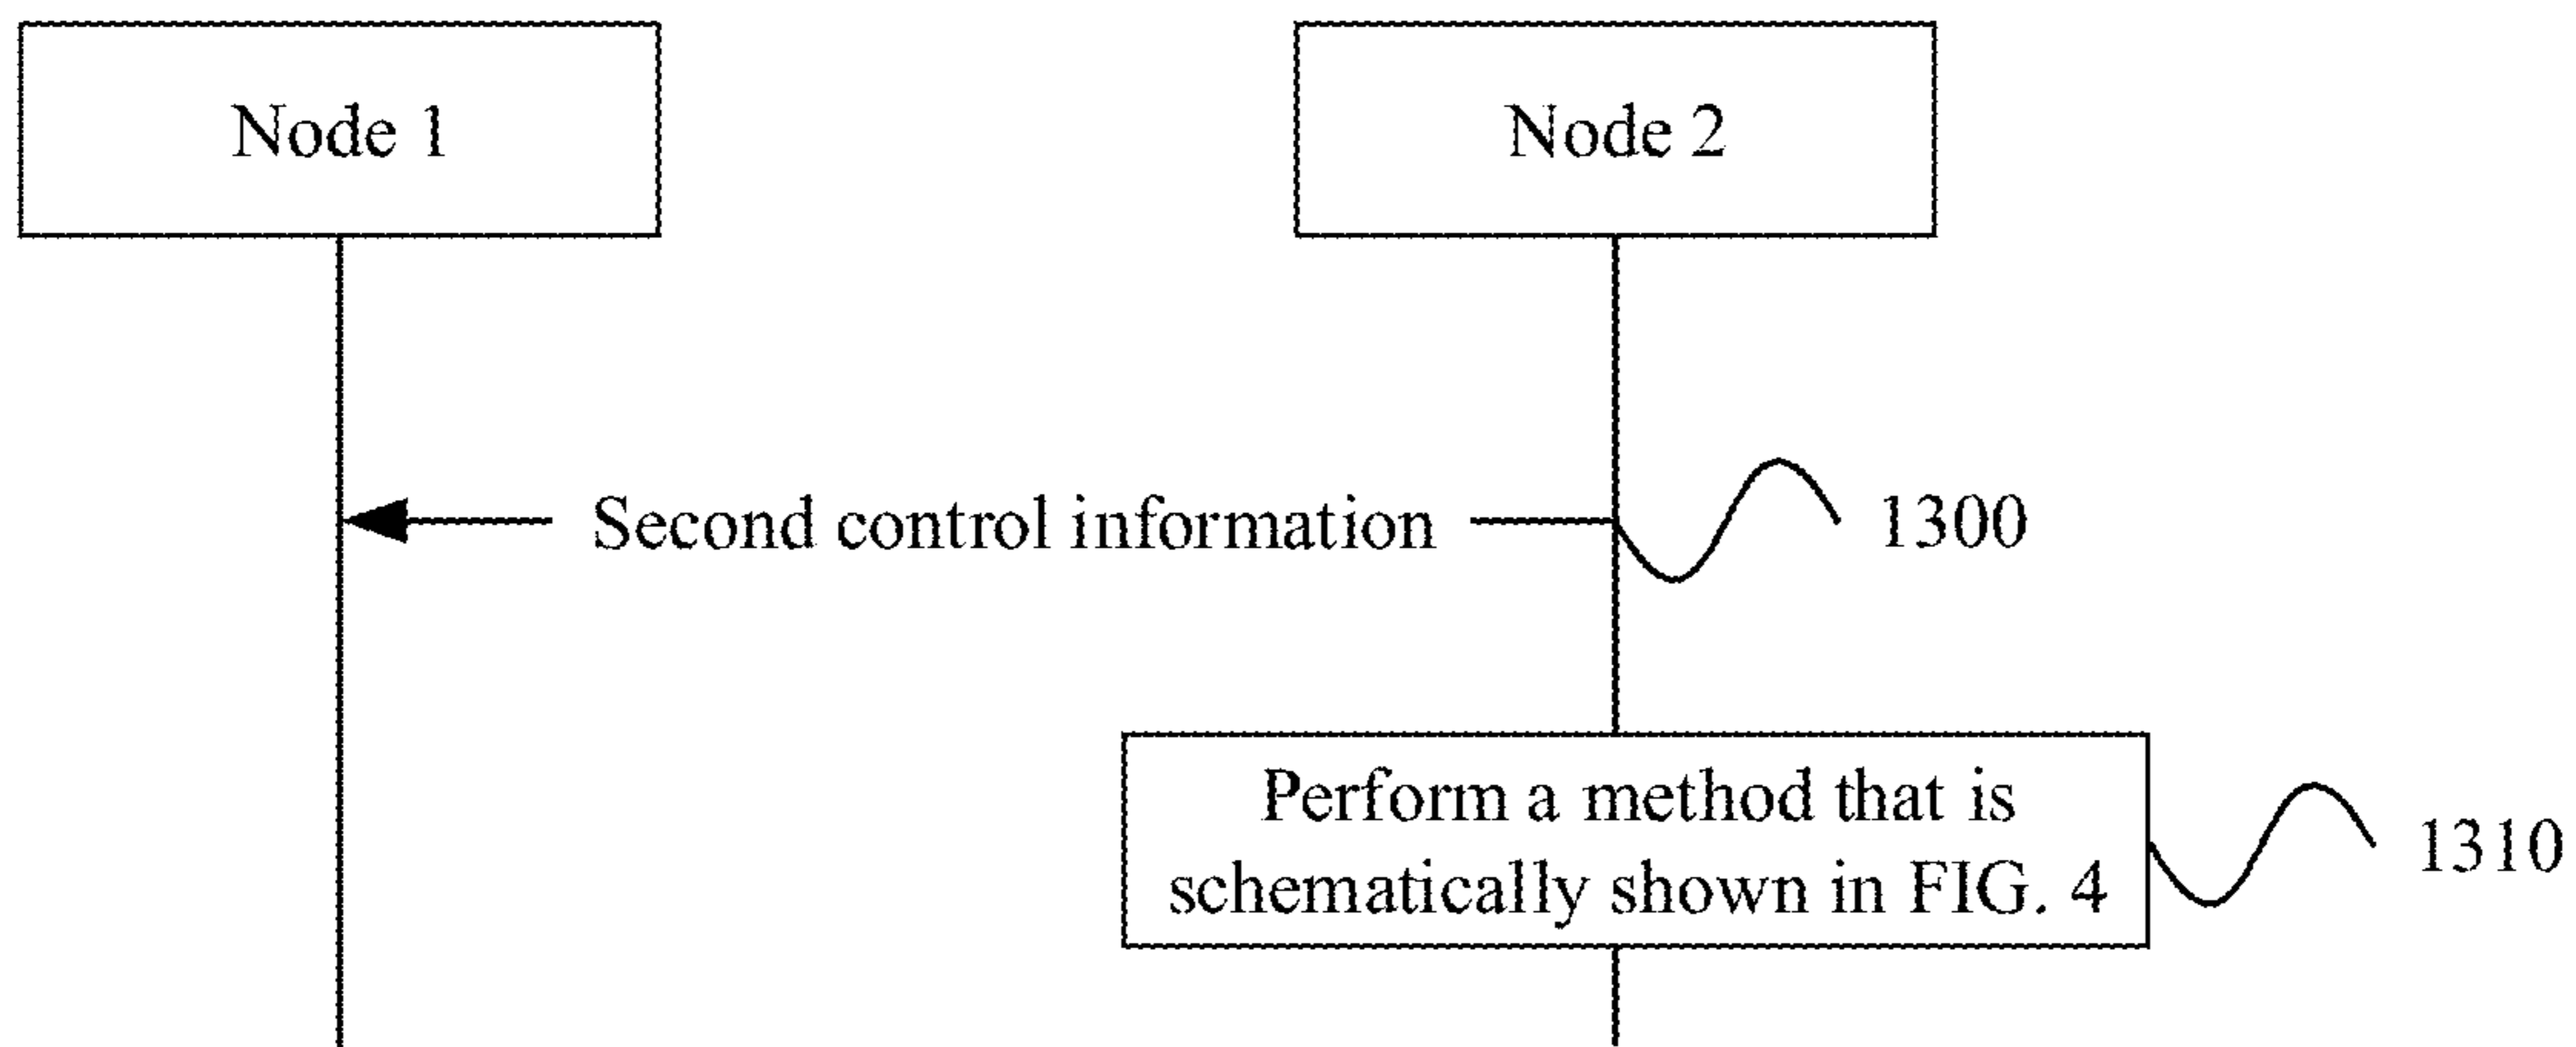 Node 1
Node 2
Second control information
1300
Perform a method that is
schematically shown in FIG. 4
1310